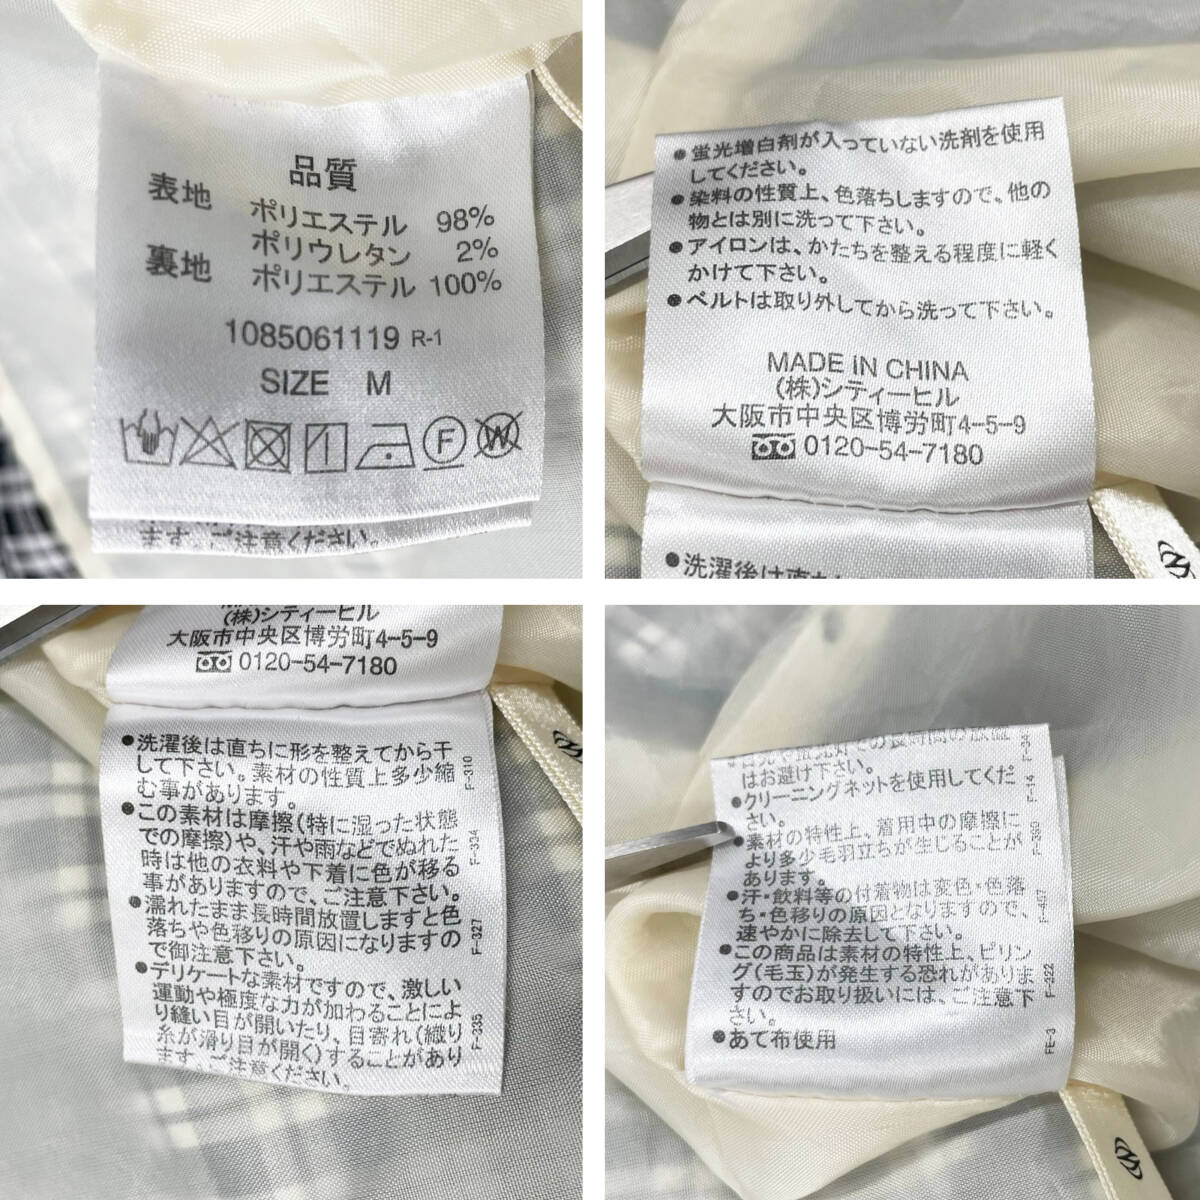 品質
表地 ポリエステル 98%
ポリウレタン 2%
裏地 ポリエステル 100%
1085061119 R-1
SIZE M
F
W
ます。ご注意ください。
●蛍光増白剤が入っていない洗剤を使用
してください。
●染料の性質上、色落ちしますので、他の
物とは別に洗って下さい。
●アイロンは、かたちを整える程度に軽く
かけて下さい。
●ベルトは取り外してから洗って下さい。
MADE IN CHINA
(株)シティーヒル
大阪市中央区博労町4-5-9
0120-54-7180
●洗濯後は直ち
(株)シティーヒル
大阪市中央区博労町4-5-9
0120-54-7180
●洗濯後は直ちに形を整えてから干
して下さい。素材の性質上多少縮
む事があります。
F-310
●この素材は摩擦(特に湿った状態
での摩擦)や、汗や雨などでぬれた
時は他の衣料や下着に色が移る
事がありますので、ご注意下さい。
F-334
●濡れたまま長時間放置しますと色
落ちや色移りの原因になりますの
で御注意下さい。
F-327
●デリケートな素材ですので、激しい
運動や極度な力が加わることによ
り縫い目が開いたり、目寄れ(織り
糸が滑り目が開く)することがあり
ます。ご注意ください。
F-335
はお避け下さい。
●クリーニングネットを使用してくだ
さい。
F-14
●素材の特性上、着用中の摩擦に
より多少毛羽立ちが生じることが
あります。
●汗・飲料等の付着物は変色・色落
ち・色移りの原因となりますので、
速やかに除去して下さい。
●この商品は素材の特性上、ピリン
グ(毛玉)が発生する恐れがありま
すのでお取り扱いには、ご注意下
さい。
F-222
●あて布使用
FE-3